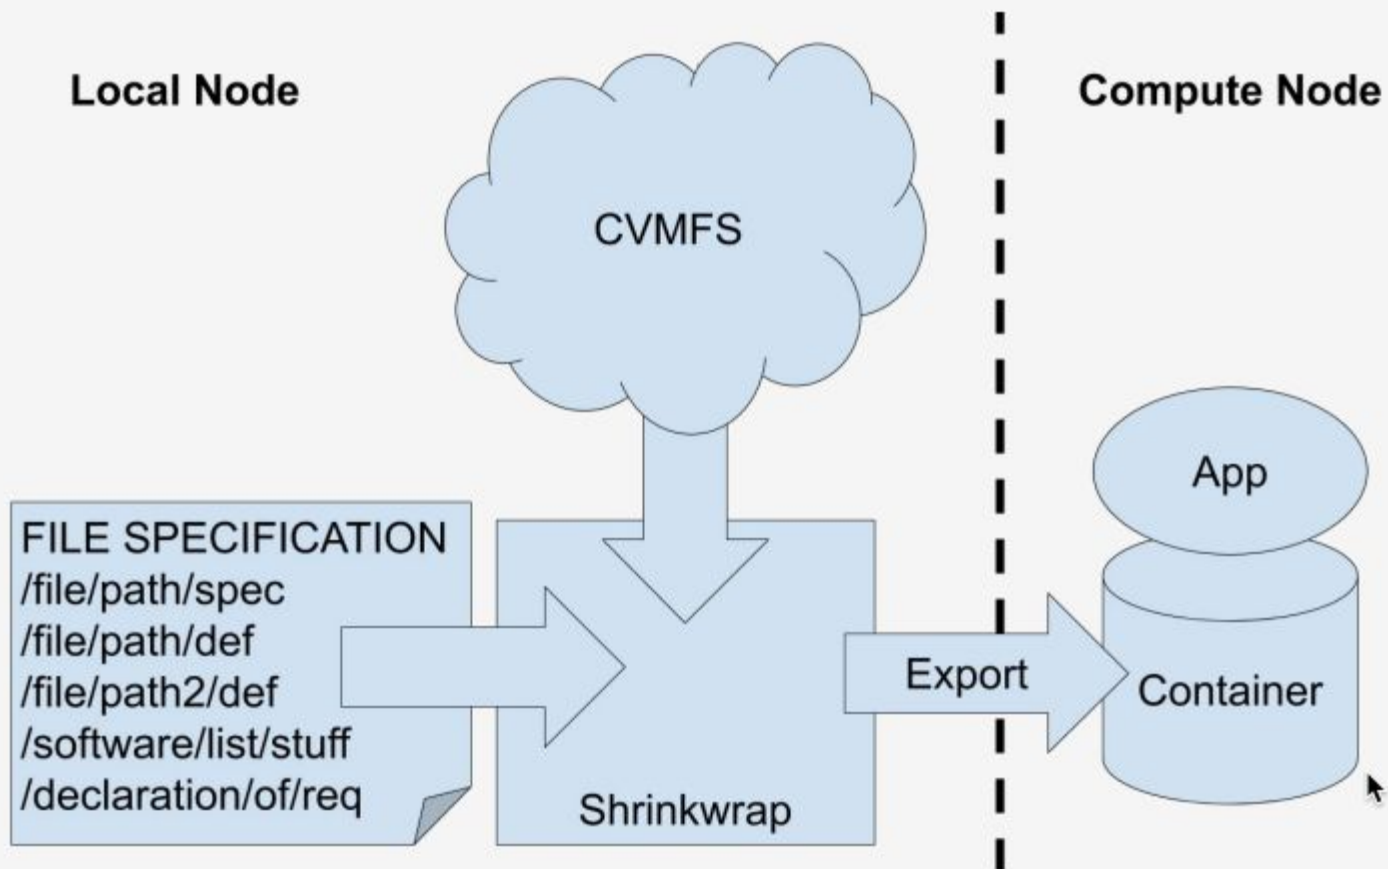 Local Node
Compute Node
CVMFS
App
FILE SPECIFICATION
/file/path/spec
/file/path/def
/file/path2/def
/software/list/stuff
/declaration/of/req
Shrinkwrap
Export
Container